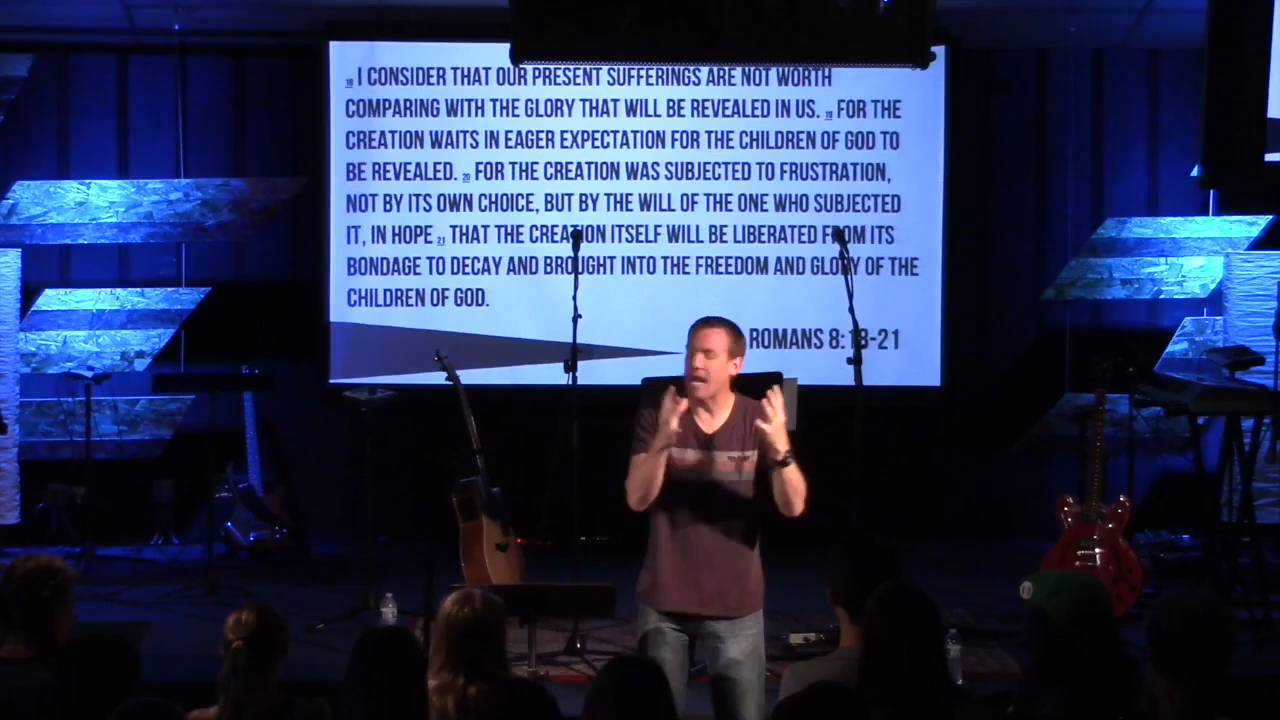 18 I CONSIDER THAT OUR PRESENT SUFFERINGS ARE NOT WORTH
COMPARING WITH THE GLORY THAT WILL BE REVEALED IN US. 19 FOR THE
CREATION WAITS IN EAGER EXPECTATION FOR THE CHILDREN OF GOD TO
BE REVEALED. 20 FOR THE CREATION WAS SUBJECTED TO FRUSTRATION,
NOT BY ITS OWN CHOICE, BUT BY THE WILL OF THE ONE WHO SUBJECTED
IT, IN HOPE 21 THAT THE CREATION ITSELF WILL BE LIBERATED FROM ITS
BONDAGE TO DECAY AND BROUGHT INTO THE FREEDOM AND GLORY OF THE
CHILDREN OF GOD.
ROMANS 8:18-21